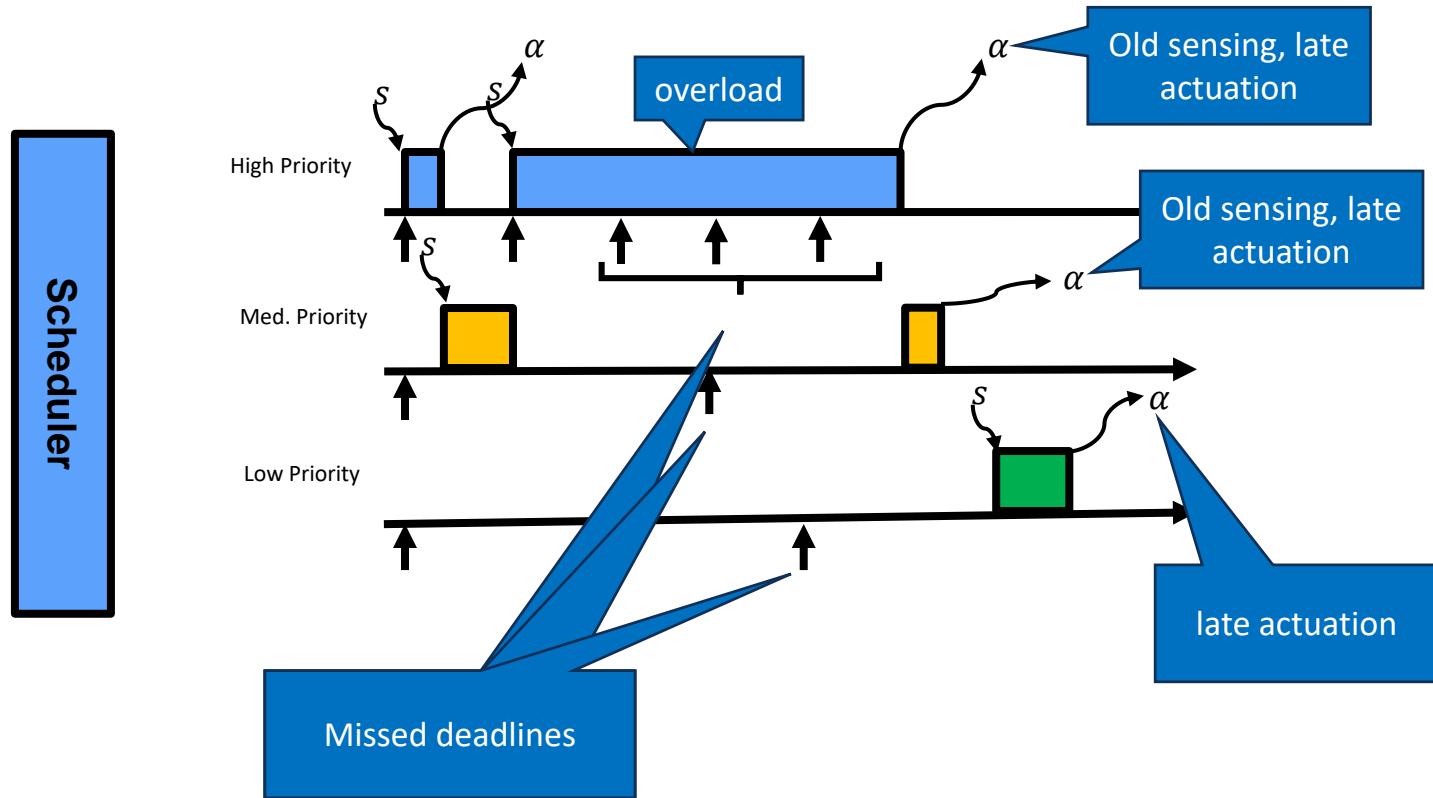 α
α
Old sensing, late
actuation
overload
s
s
High Priority
Scheduler
Old sensing, late
actuation
s
α
Med. Priority
s
α
Low Priority
late actuation
Missed deadlines